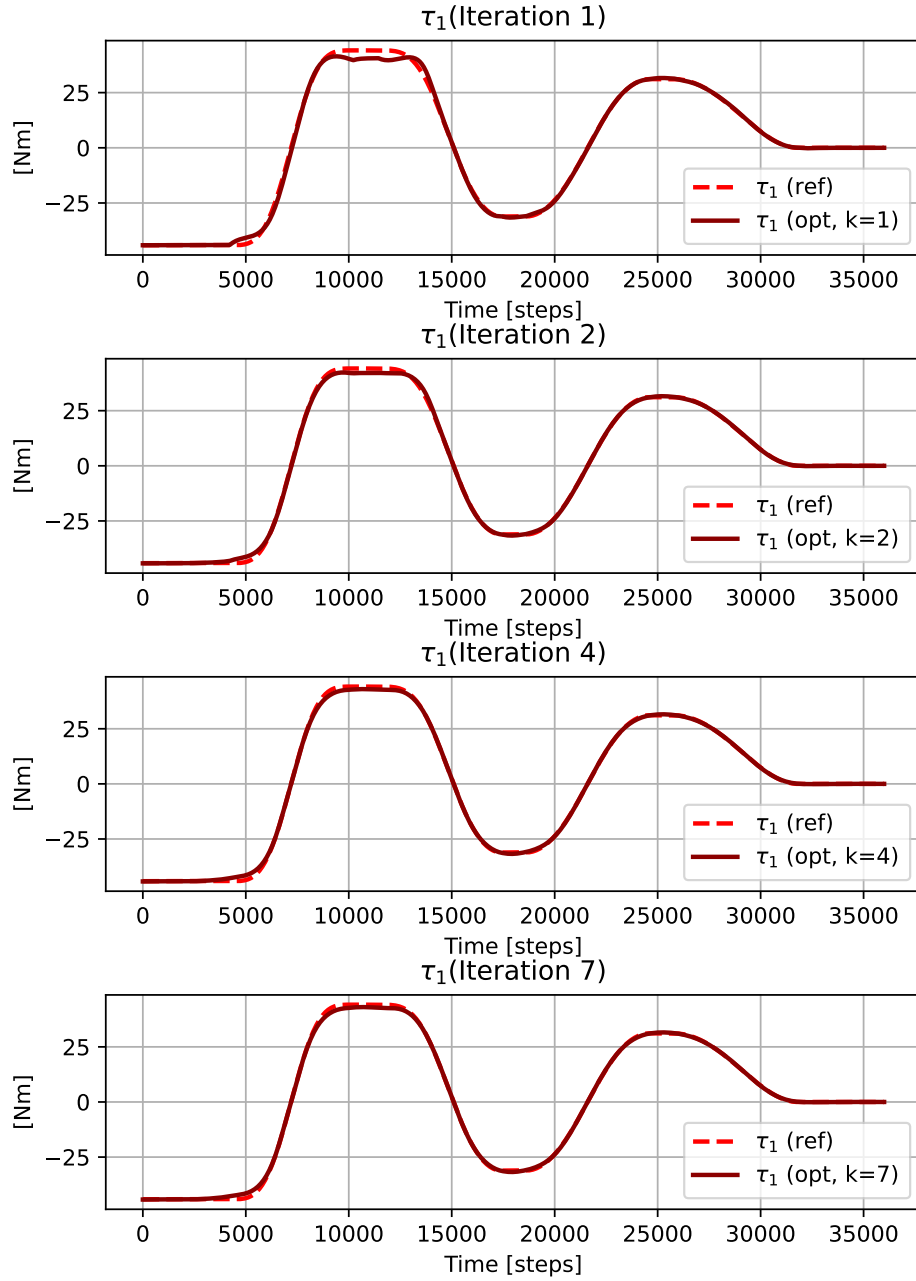 τ₁(Iteration 1)
[Nm]
25
0
−25
τ₁ (ref)
τ₁ (opt, k=1)
0 5000 10000 15000 20000 25000 30000 35000
Time [steps]
τ₁(Iteration 2)
[Nm]
25
0
−25
τ₁ (ref)
τ₁ (opt, k=2)
0 5000 10000 15000 20000 25000 30000 35000
Time [steps]
τ₁(Iteration 4)
[Nm]
25
0
−25
τ₁ (ref)
τ₁ (opt, k=4)
0 5000 10000 15000 20000 25000 30000 35000
Time [steps]
τ₁(Iteration 7)
[Nm]
25
0
−25
τ₁ (ref)
τ₁ (opt, k=7)
0 5000 10000 15000 20000 25000 30000 35000
Time [steps]